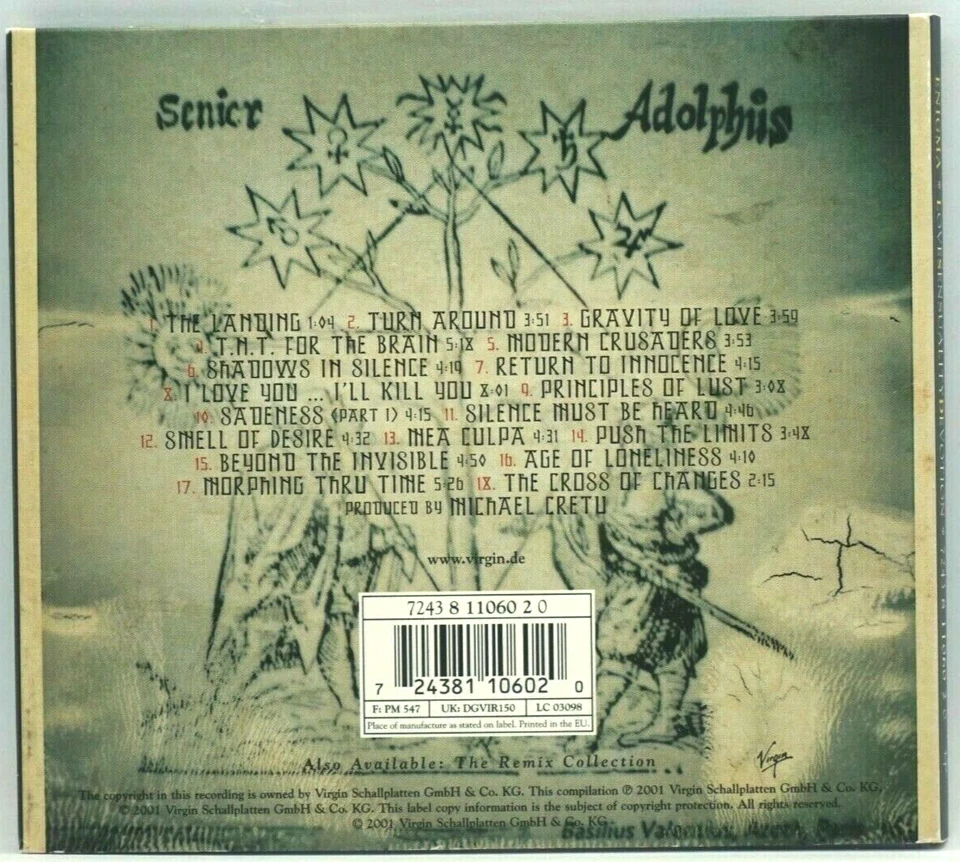 Senior Adolphus
1. THE LANDING 1:04 2. TURN AROUND 3:51 3. GRAVITY OF LOVE 3:59
4. T.N.T. FOR THE BRAIN 5:18 5. MODERN CRUSADERS 3:53
6. SHADOWS IN SILENCE 4:19 7. RETURN TO INNOCENCE 4:15
8. I LOVE YOU ... I'LL KILL YOU 8:01 9. PRINCIPLES OF LUST 3:08
10. SADENESS (PART 1) 4:15 11. SILENCE MUST BE HEARD 4:46
12. SMELL OF DESIRE 4:32 13. MEA CULPA 4:31 14. PUSH THE LIMITS 3:48
15. BEYOND THE INVISIBLE 4:50 16. AGE OF LONELINESS 4:10
17. MORPHING THRU TIME 5:26 18. THE CROSS OF CHANGES 2:15
PRODUCED BY MICHAEL CRETU
www.virgin.de
7243 8 11060 2 0
7 24381 10602 0
F: PM 547 UK: DGVIR150 LC 03098
Place of manufacture as stated on label. Printed in the EU.
Also Available: The Remix Collection
Virgin
The copyright in this recording is owned by Virgin Schallplatten GmbH & Co. KG. This compilation ℗ 2001 Virgin Schallplatten GmbH & Co. KG.
© 2001 Virgin Schallplatten GmbH & Co. KG. This label copy information is the subject of copyright protection. All rights reserved.
© 2001 Virgin Schallplatten GmbH & Co. KG.
Basilius
ENIGMA * LOVESENSUALITYDEVOTION * 7243 8 11060 2